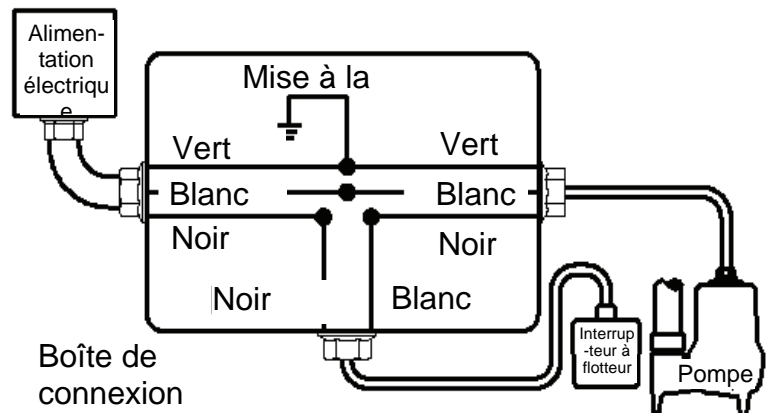 Alimen-
tation
électriqu
e
Mise à la
Vert
Vert
Blanc
Blanc
Noir
Noir
Noir
Blanc
Boîte de
connexion
Interrup
-teur à
flotteur
Pompe